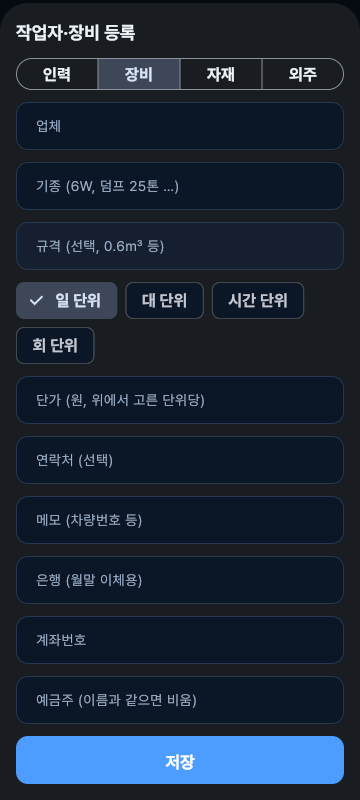 작업자·장비 등록
인력 장비 자재 외주
업체
기종 (6W, 덤프 25톤 ...)
규격 (선택, 0.6m³ 등)
일 단위 대 단위 시간 단위
회 단위
단가 (원, 위에서 고른 단위당)
연락처 (선택)
메모 (차량번호 등)
은행 (월말 이체용)
계좌번호
예금주 (이름과 같으면 비움)
저장